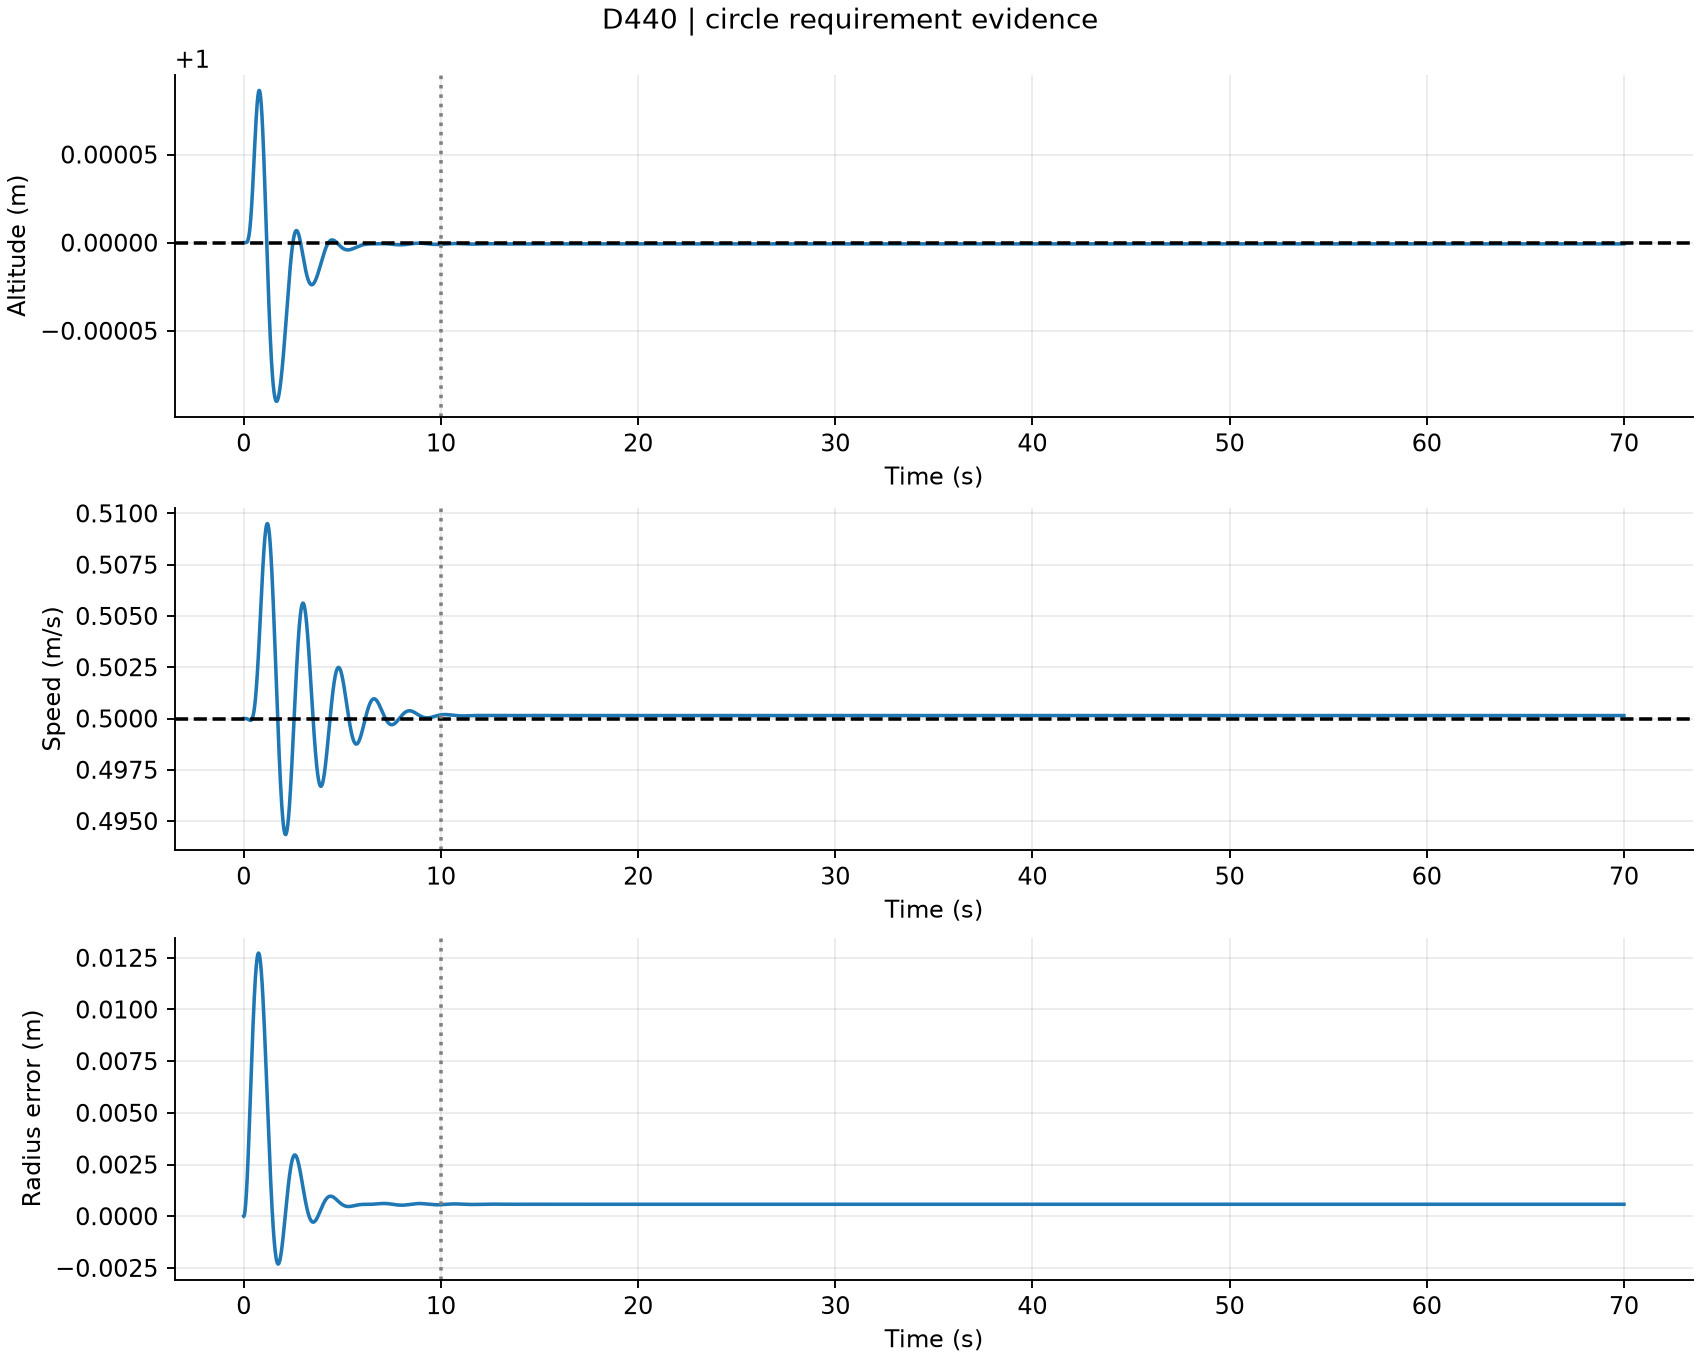 D440 | circle requirement evidence
+1
Altitude (m)
0.00005
0.00000
−0.00005
0 10 20 30 40 50 60 70
Time (s)
Speed (m/s)
0.5100
0.5075
0.5050
0.5025
0.5000
0.4975
0.4950
0 10 20 30 40 50 60 70
Time (s)
Radius error (m)
0.0125
0.0100
0.0075
0.0050
0.0025
0.0000
−0.0025
0 10 20 30 40 50 60 70
Time (s)